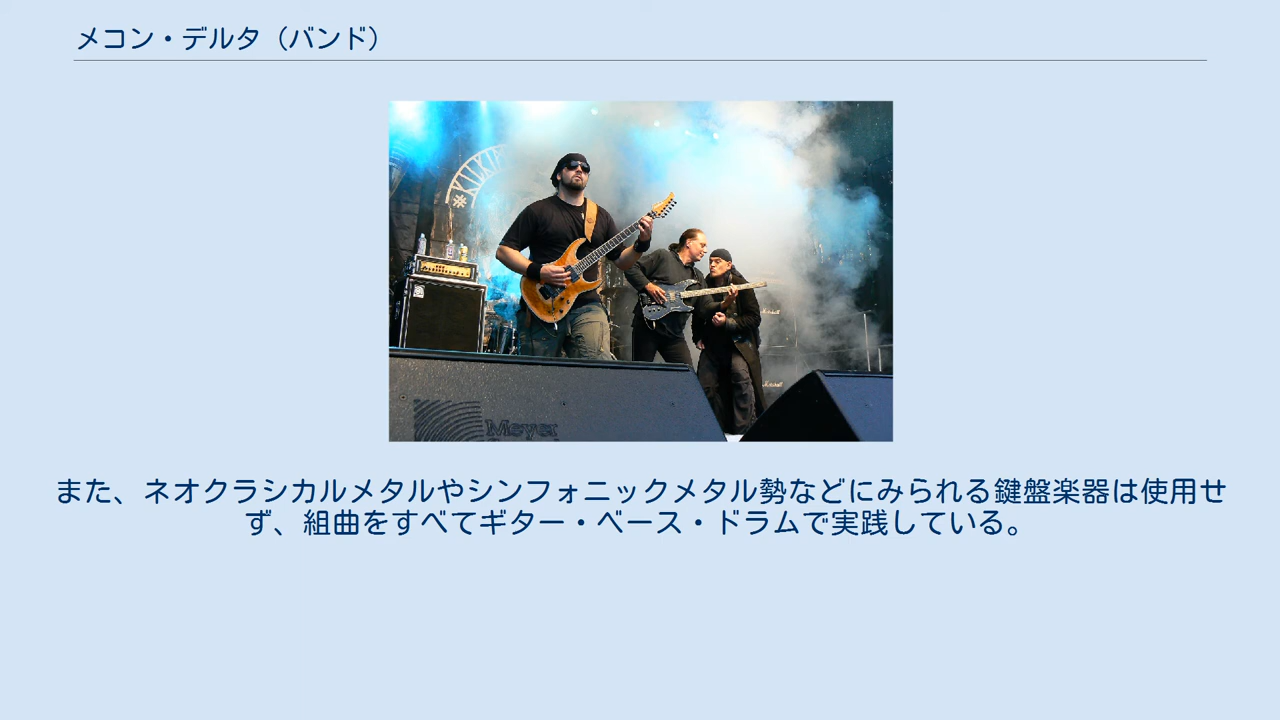 メコン・デルタ（バンド）
#KILKIM
Meyer
また、ネオクラシカルメタルやシンフォニックメタル勢などにみられる鍵盤楽器は使用せ
ず、組曲をすべてギター・ベース・ドラムで実践している。